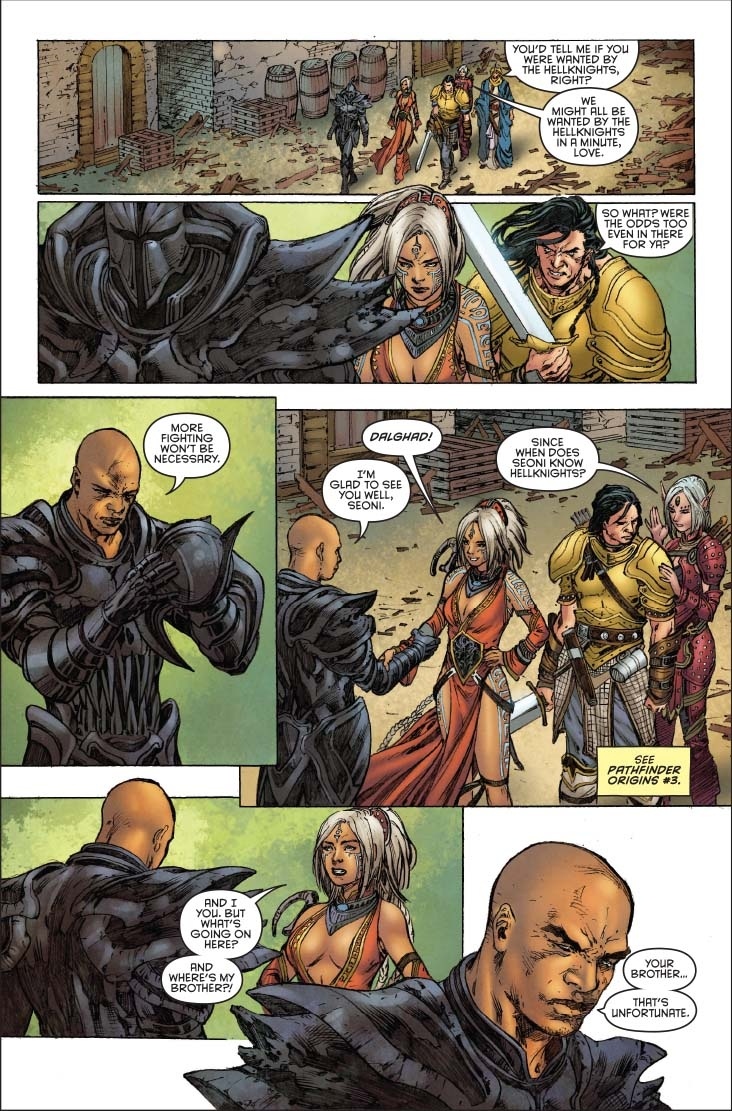 YOU'D TELL ME IF YOU
WERE WANTED BY
THE HELLKNIGHTS,
RIGHT?
WE
MIGHT ALL BE
WANTED BY THE
HELLKNIGHTS
IN A MINUTE,
LOVE.
SO WHAT? WERE
THE ODDS TOO
EVEN IN THERE
FOR YA?
MORE
FIGHTING
WON'T BE
NECESSARY.
DALGHAD!
I'M
GLAD TO SEE
YOU WELL,
SEONI.
SINCE
WHEN DOES
SEONI KNOW
HELLKNIGHTS?
SEE
PATHFINDER
ORIGINS #3.
AND I
YOU. BUT
WHAT'S
GOING ON
HERE?
AND
WHERE'S MY
BROTHER?!
YOUR
BROTHER...
THAT'S
UNFORTUNATE.